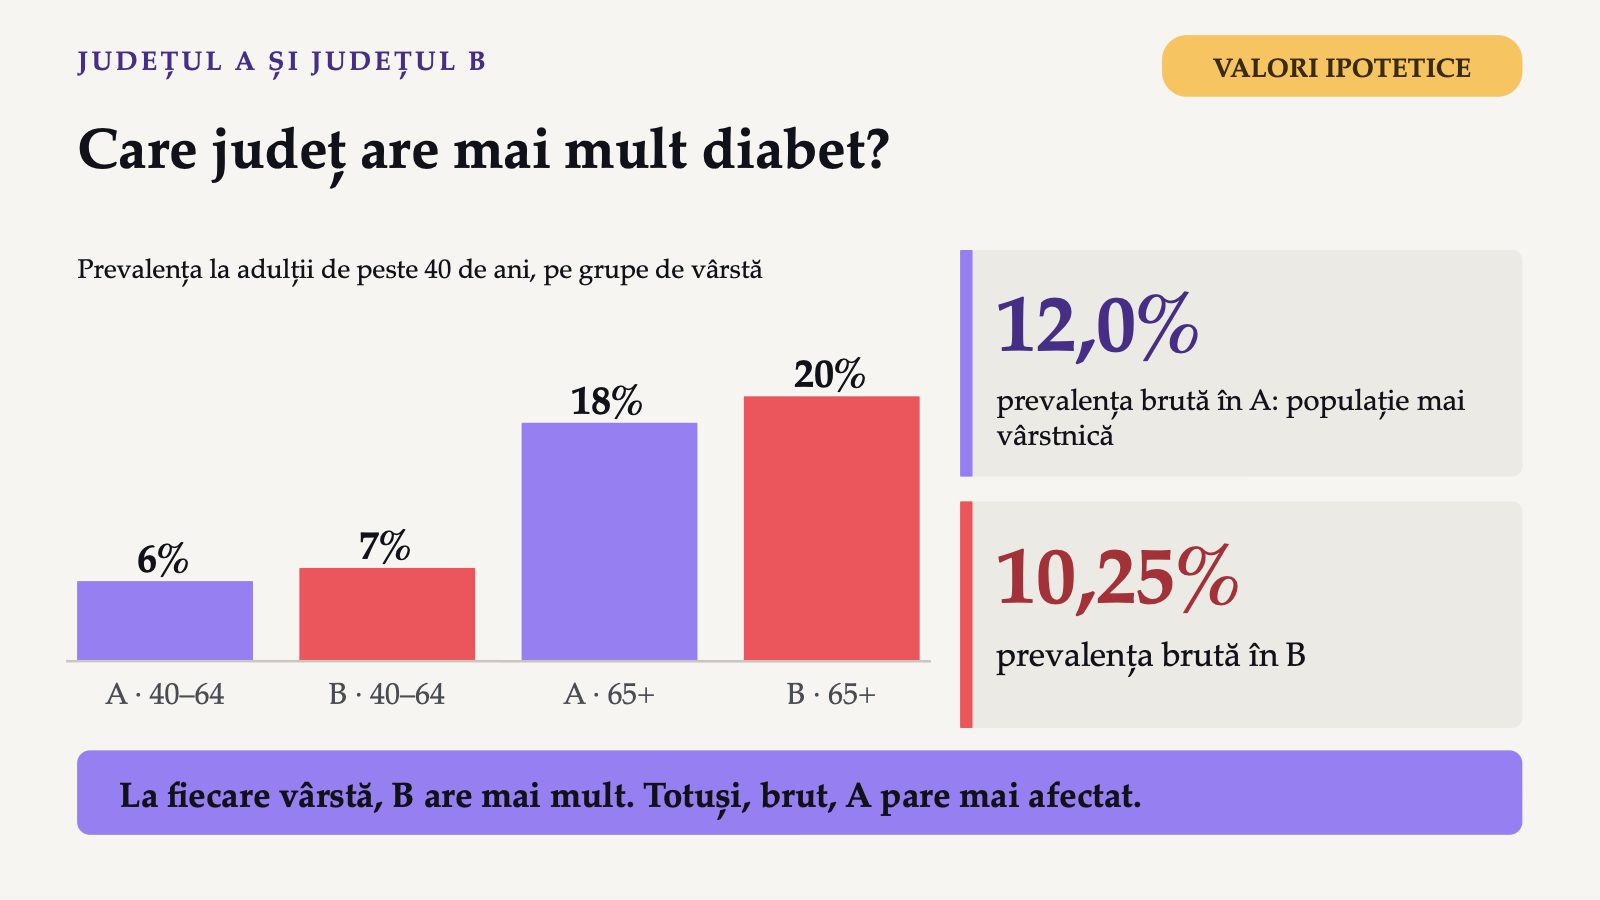 JUDEȚUL A ȘI JUDEȚUL B
VALORI IPOTETICE
Care județ are mai mult diabet?
Prevalența la adulții de peste 40 de ani, pe grupe de vârstă
6%
7%
18%
20%
A · 40–64
B · 40–64
A · 65+
B · 65+
12,0%
prevalența brută în A: populație mai
vârstnică
10,25%
prevalența brută în B
La fiecare vârstă, B are mai mult. Totuși, brut, A pare mai afectat.